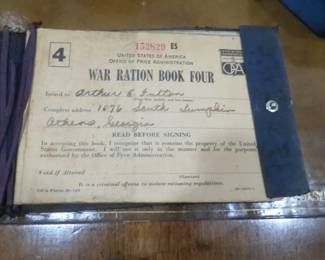 4
152829 ES
UNITED STATES OF AMERICA
OFFICE OF PRICE ADMINISTRATION
OPA
WAR RATION BOOK FOUR
Issued to Arthur E. Fulton
Complete address 1076 South Lumpkin
Athens, Georgia
READ BEFORE SIGNING
In accepting this book, I recognize that it remains the property of the United
States Government. I will use it only in the manner and for the purposes
authorized by the Office of Price Administration.
Void if Altered
It is a criminal offense to violate rationing regulations.